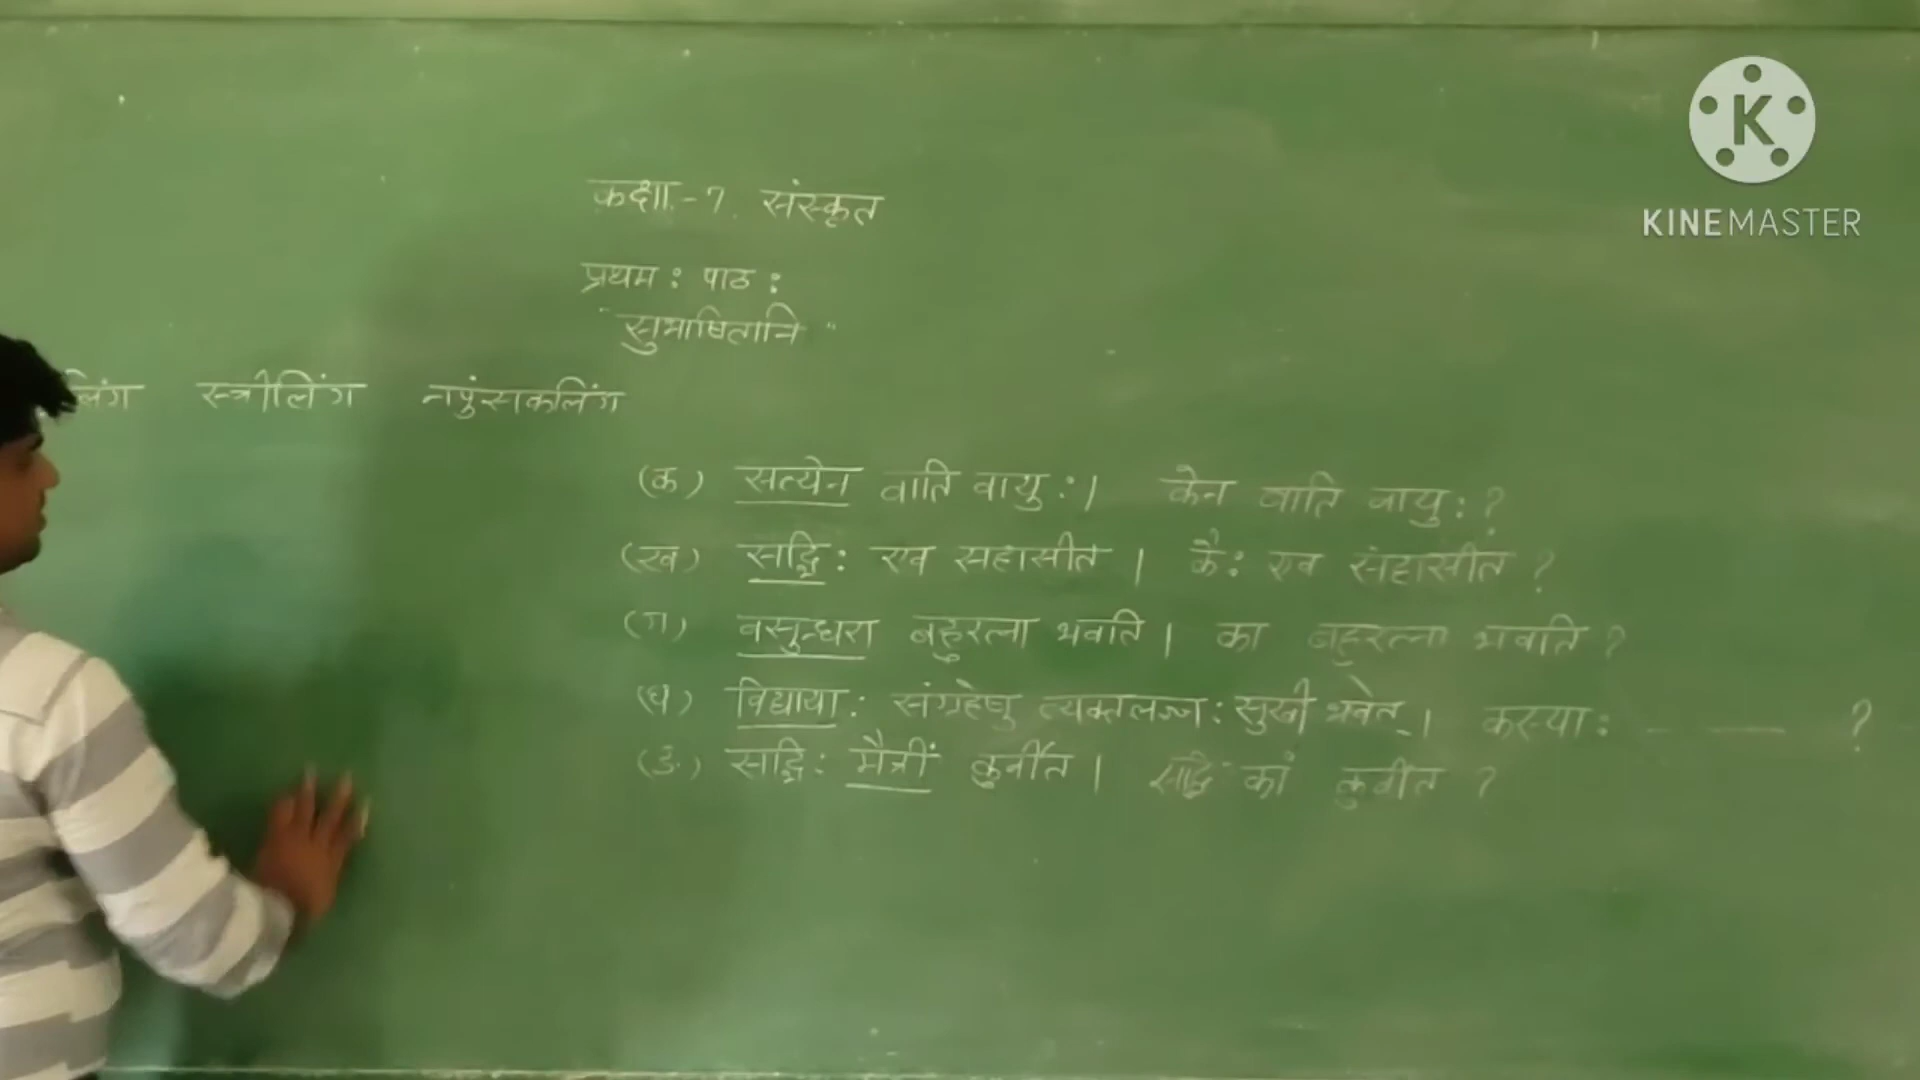 K
KINEMASTER
कक्षा-7. संस्कृत
प्रथम : पाठ :
"सुभाषितानि"
लिंग स्त्रीलिंग नपुंसकलिंग
(क) सत्येन वाति वायु : । केन वाति वायु : ?
(ख) सद्भि : एव सहासीत । कै : एव सहासीत ?
(ग) वसुन्धरा बहुरत्ना भवति । का बहुरत्ना भवति ?
(घ) विद्याया : संग्रहेषु त्यक्तलज्ज : सुखी भवेत् । कस्या : — — ?
(ङ) सद्भि : मैत्रीं कुर्वीत । सद्भि कां कुर्वीत ?